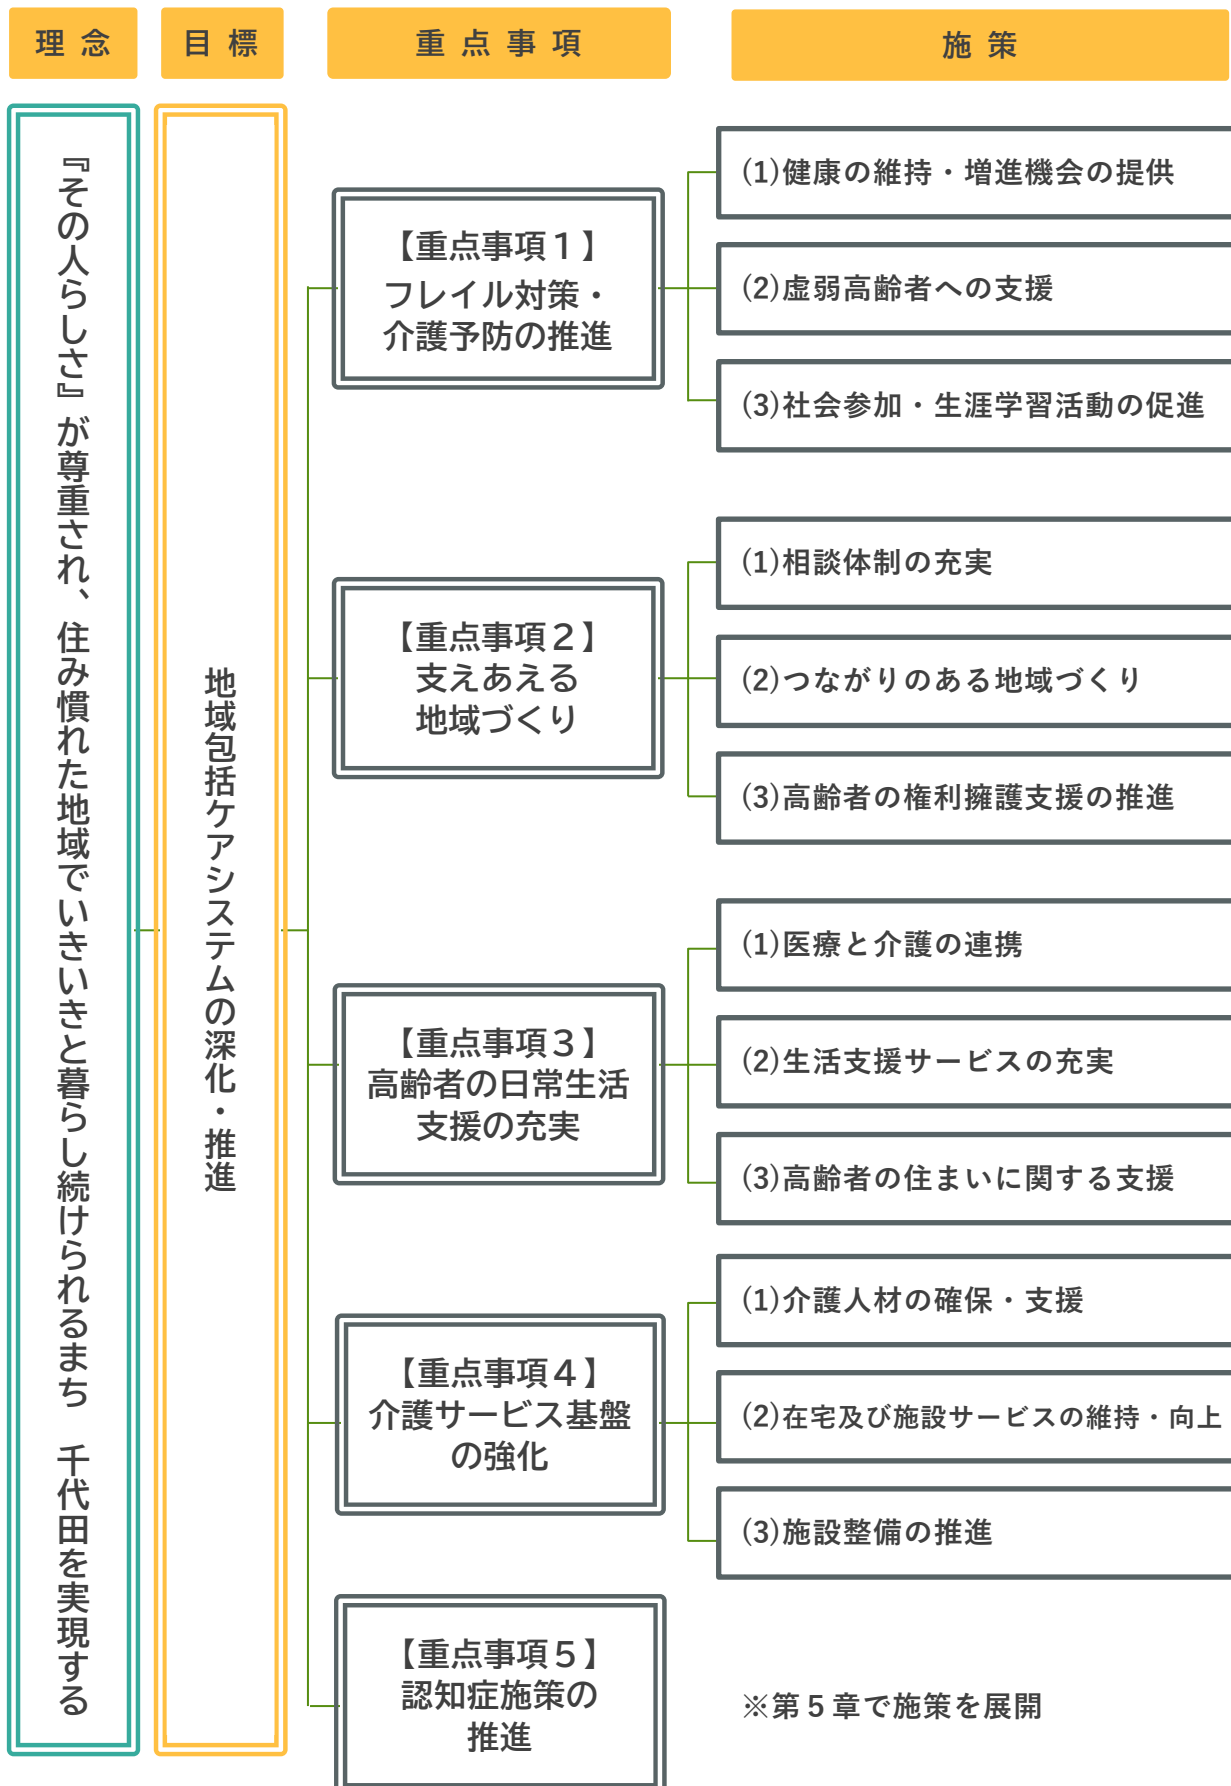 理念
目標
重点事項
施策
『その人らしさ』が尊重され、住み慣れた地域でいきいきと暮らし続けられるまち　千代田を実現する
地域包括ケアシステムの深化・推進
【重点事項１】
フレイル対策・
介護予防の推進
(1)健康の維持・増進機会の提供
(2)虚弱高齢者への支援
(3)社会参加・生涯学習活動の促進
【重点事項２】
支えあえる
地域づくり
(1)相談体制の充実
(2)つながりのある地域づくり
(3)高齢者の権利擁護支援の推進
【重点事項３】
高齢者の日常生活
支援の充実
(1)医療と介護の連携
(2)生活支援サービスの充実
(3)高齢者の住まいに関する支援
【重点事項４】
介護サービス基盤
の強化
(1)介護人材の確保・支援
(2)在宅及び施設サービスの維持・向上
(3)施設整備の推進
【重点事項５】
認知症施策の
推進
※第５章で施策を展開